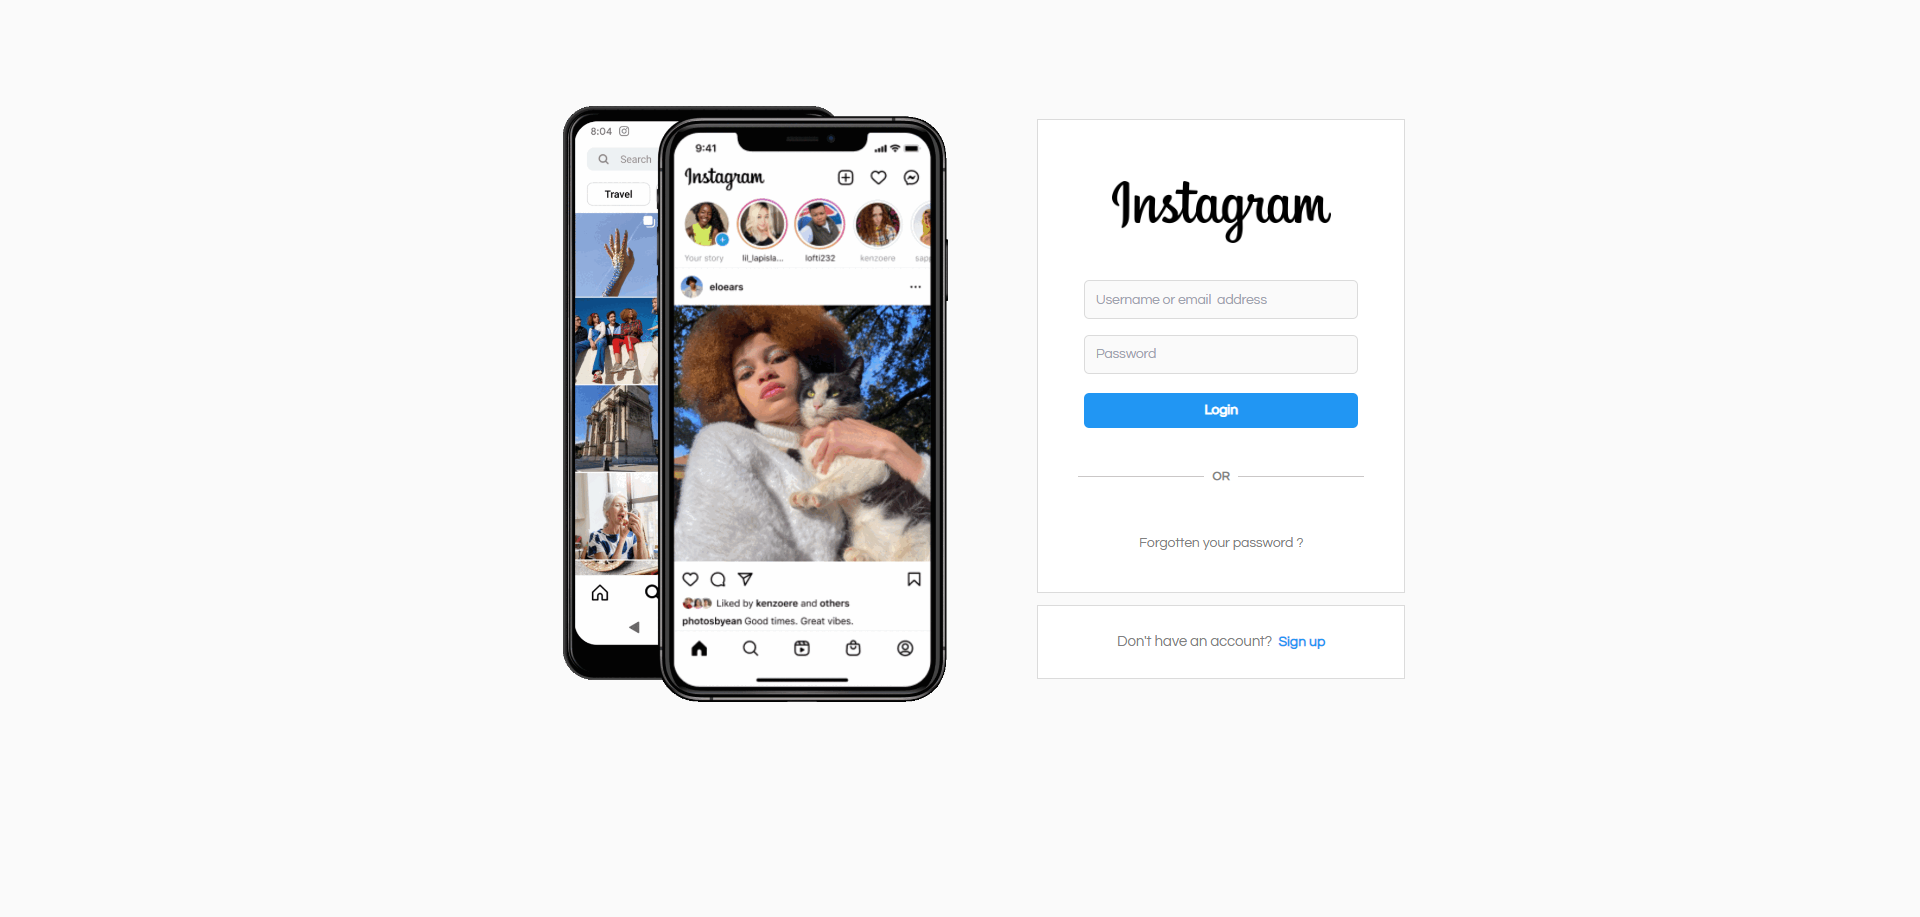 8:04
Search
Travel
9:41
Instagram
Your story
lil_lapisla...
lofti232
kenzoere
sapp
eloears
Liked by kenzoere and others
photosbyean Good times. Great vibes.
Instagram
Username or email  address
Password
Login
OR
Forgotten your password ?
Don't have an account? Sign up